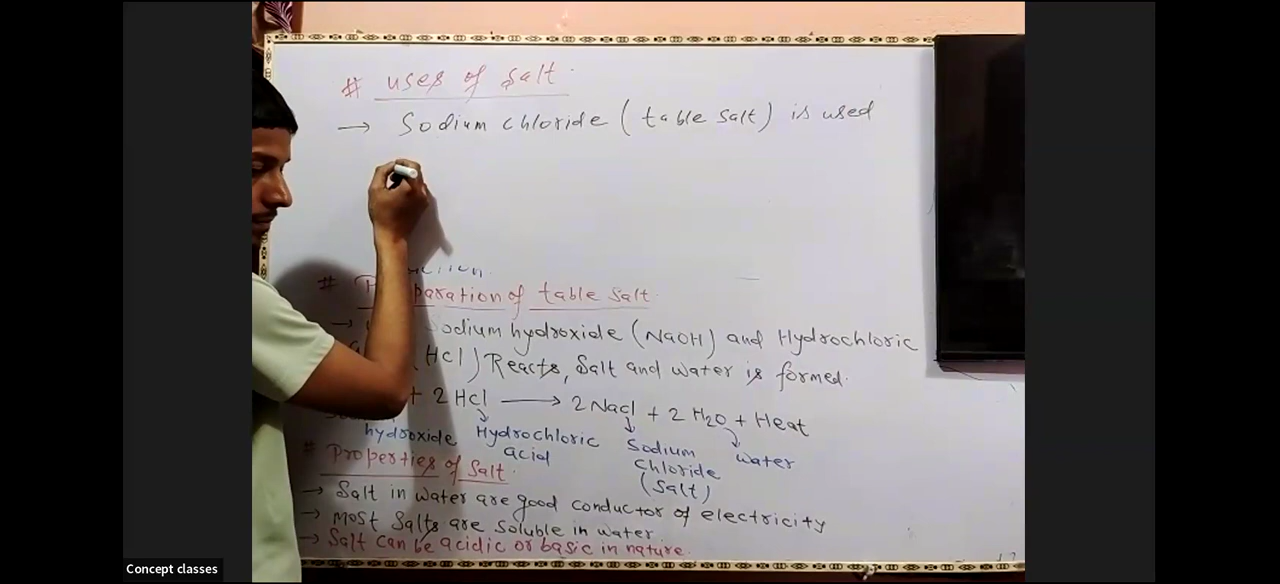 # uses of salt
→ Sodium chloride (table salt) is used
# Preparation of table salt
→ Sodium hydroxide (NaOH) and Hydrochloric
HCl) Reacts, Salt and water is formed.
+ 2 HCl → 2 Nacl + 2 H2O + Heat
hydroxide Hydrochloric acid Sodium chloride (salt) water
# Properties of Salt.
→ Salt in water are good conductor of electricity
→ most Salts are soluble in water.
→ Salt can be acidic or basic in nature.
Concept classes